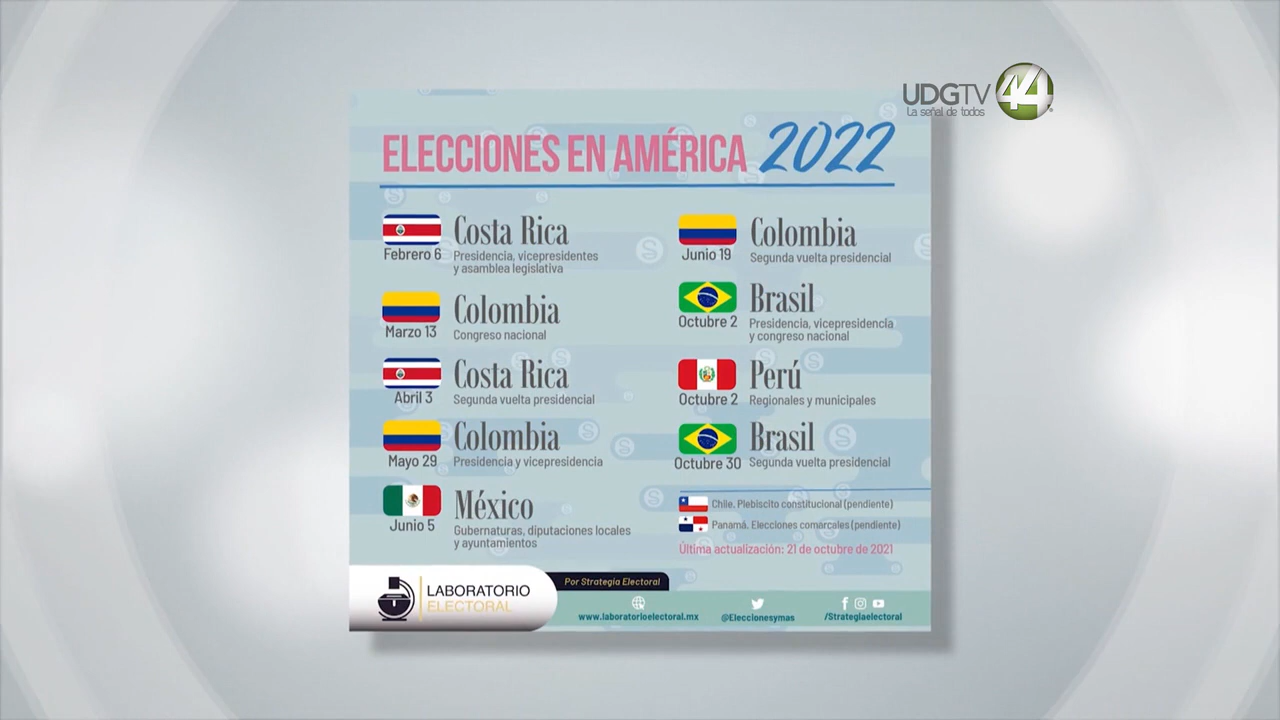 UDGTV 44
La señal de todos
ELECCIONES EN AMÉRICA 2022
Costa Rica
Febrero 6
Presidencia, vicepresidentes
y asamblea legislativa
Colombia
Marzo 13
Congreso nacional
Costa Rica
Abril 3
Segunda vuelta presidencial
Colombia
Mayo 29
Presidencia y vicepresidencia
México
Junio 5
Gubernaturas, diputaciones locales
y ayuntamientos
Colombia
Junio 19
Segunda vuelta presidencial
Brasil
Octubre 2
Presidencia, vicepresidencia
y congreso nacional
Perú
Octubre 2
Regionales y municipales
Brasil
Octubre 30
Segunda vuelta presidencial
Chile. Plebiscito constitucional (pendiente)
Panamá. Elecciones comarcales (pendiente)
Última actualización: 21 de octubre de 2021
LABORATORIO
ELECTORAL
Por Strategia Electoral
www.laboratorioelectoral.mx
@Eleccionesymas
/Strategiaelectoral